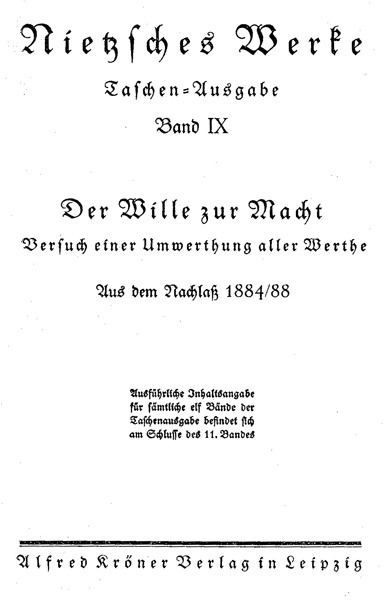 Nietzsches Werke
Taschen-Ausgabe
Band IX
Der Wille zur Macht
Versuch einer Umwerthung aller Werthe
Aus dem Nachlaß 1884/88
Ausführliche Inhaltsangabe
für sämtliche elf Bände der
Taschenausgabe befindet sich
am Schlusse des 11. Bandes
Alfred Kröner Verlag in Leipzig